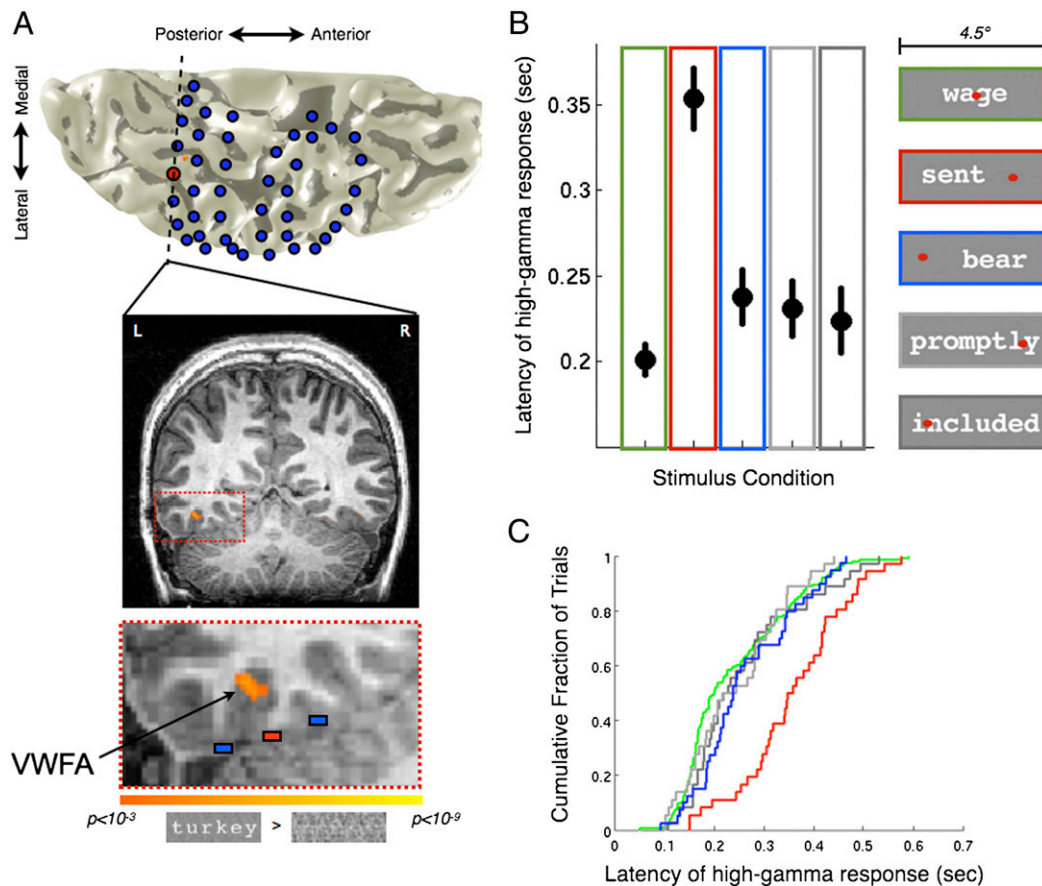 A
Posterior Anterior
Medial
Lateral
L R
VWFA
p<10⁻³ turkey > p<10⁻⁹
B
Latency of high-gamma response (sec)
0.35
0.3
0.25
0.2
Stimulus Condition
4.5°
wage
sent
bear
promptly
included
C
Cumulative Fraction of Trials
1
0.8
0.6
0.4
0.2
0
0 0.1 0.2 0.3 0.4 0.5 0.6 0.7
Latency of high-gamma response (sec)